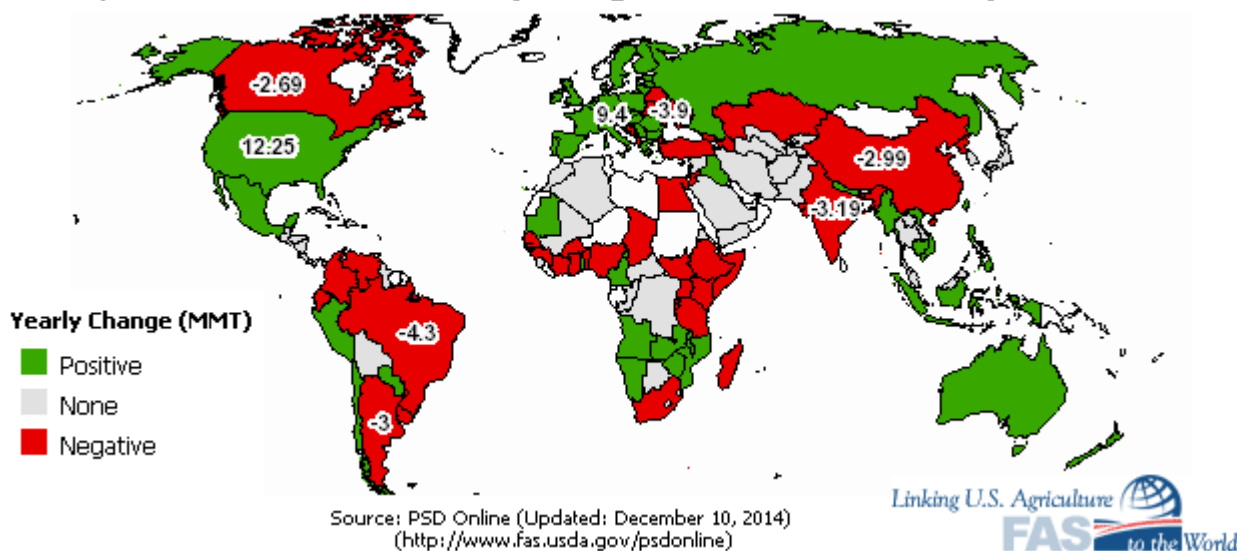 -2.69
9.4
-3.9
12.25
-2.99
-3.19
-4.3
-3
Yearly Change (MMT)
Positive
None
Negative
Source: PSD Online (Updated: December 10, 2014)
(http://www.fas.usda.gov/psdonline)
Linking U.S. Agriculture
FAS to the World